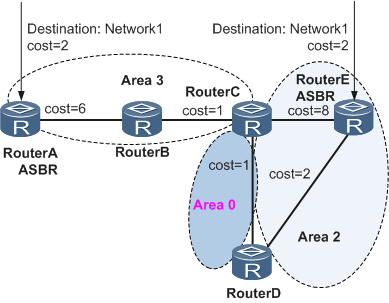 Destination: Network1
cost=2
Destination: Network1
cost=2
Area 3
RouterC
RouterE
ASBR
cost=6
cost=1
cost=8
R
R
R
R
RouterA
ASBR
RouterB
cost=1
cost=2
Area 0
Area 2
R
RouterD